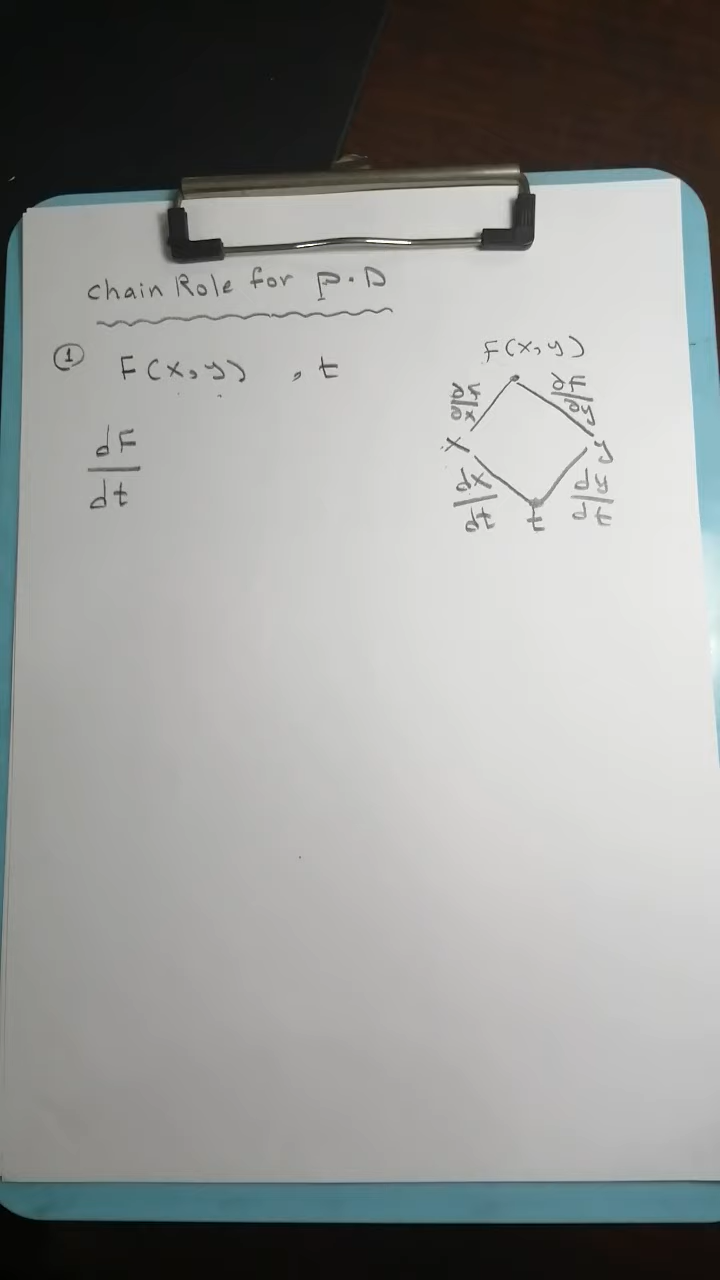 chain Role for P.D
① F(x,y) , t
dF
dt
F(x,y)
∂F
∂x
∂F
∂y
x
y
dx
dt
t
dy
dt